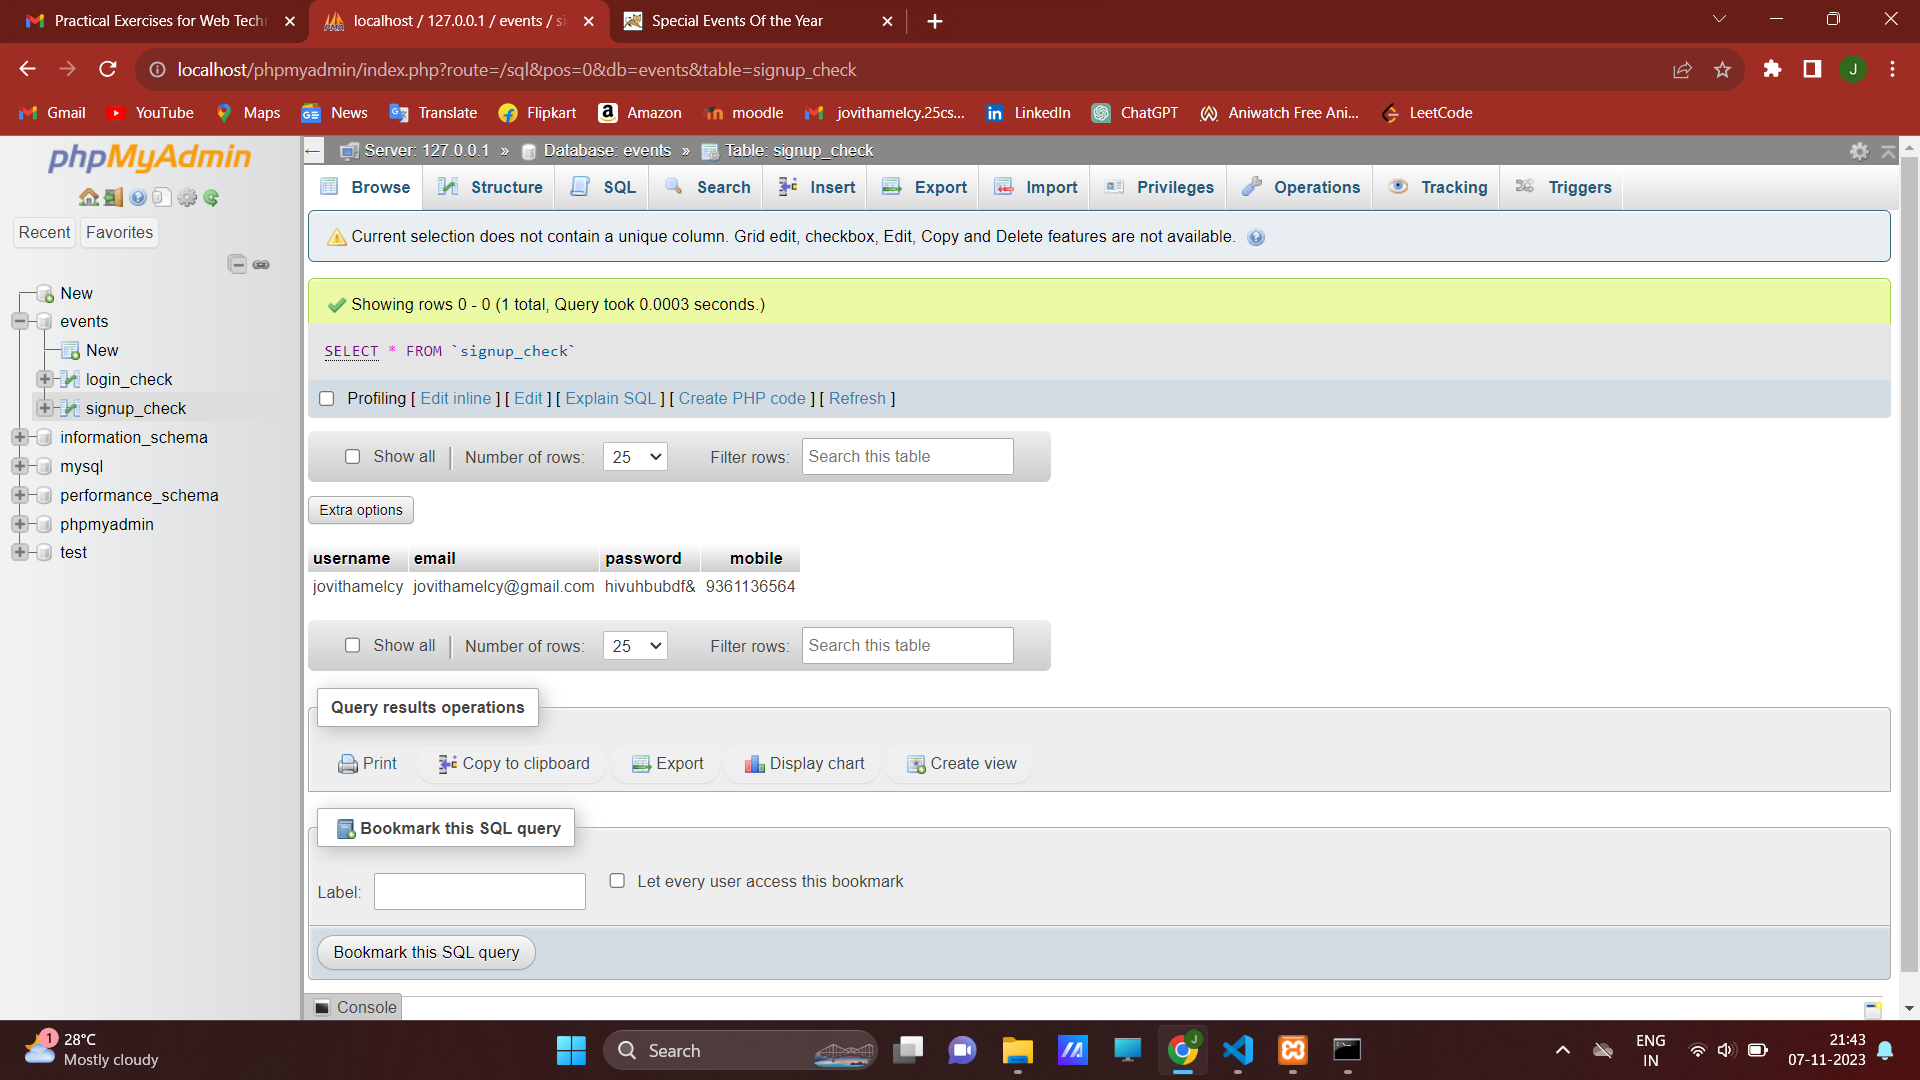 Practical Exercises for Web Techn
localhost / 127.0.0.1 / events / si
Special Events Of the Year
localhost/phpmyadmin/index.php?route=/sql&pos=0&db=events&table=signup_check
J
Gmail
YouTube
Maps
News
Translate
Flipkart
Amazon
moodle
jovithamelcy.25cs...
LinkedIn
ChatGPT
Aniwatch Free Ani...
LeetCode
phpMyAdmin
Recent
Favorites
New
events
New
login_check
signup_check
information_schema
mysql
performance_schema
phpmyadmin
test
Server: 127.0.0.1 » Database: events » Table: signup_check
Browse
Structure
SQL
Search
Insert
Export
Import
Privileges
Operations
Tracking
Triggers
Current selection does not contain a unique column. Grid edit, checkbox, Edit, Copy and Delete features are not available.
Showing rows 0 - 0 (1 total, Query took 0.0003 seconds.)
SELECT * FROM `signup_check`
Profiling [ Edit inline ] [ Edit ] [ Explain SQL ] [ Create PHP code ] [ Refresh ]
Show all
Number of rows: 25
Filter rows: Search this table
Extra options
username email password mobile
jovithamelcy jovithamelcy@gmail.com hivuhbubdf& 9361136564
Show all
Number of rows: 25
Filter rows: Search this table
Query results operations
Print
Copy to clipboard
Export
Display chart
Create view
Bookmark this SQL query
Label:
Let every user access this bookmark
Bookmark this SQL query
Console
1
28°C
Mostly cloudy
Search
J
ENG
IN
21:43
07-11-2023